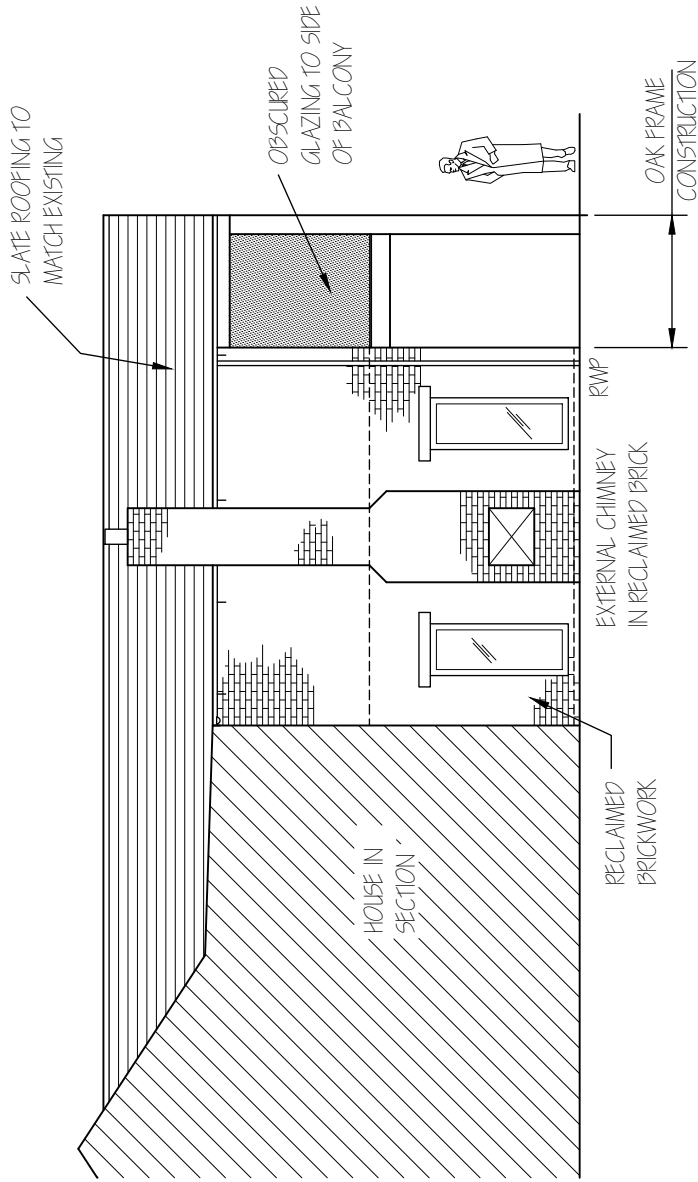 SLATE ROOFING TO
MATCH EXISTING
OBSCURED
GLAZING TO SIDE
OF BALCONY
HOUSE IN
SECTION
RECLAIMED
BRICKWORK
EXTERNAL CHIMNEY
IN RECLAIMED BRICK
RWP
OAK FRAME
CONSTRUCTION